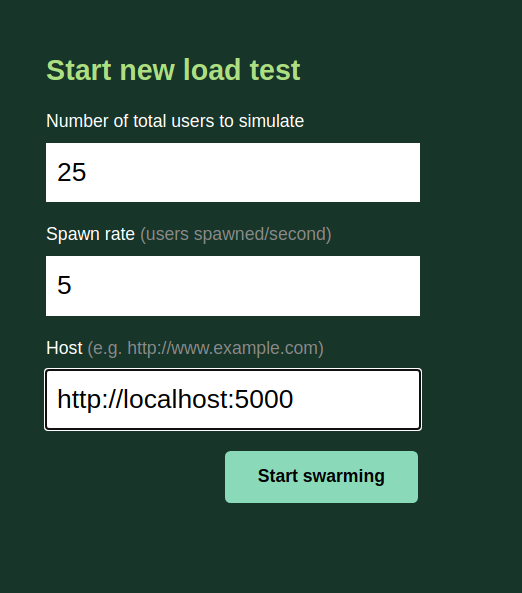 Start new load test
Number of total users to simulate
25
Spawn rate (users spawned/second)
5
Host (e.g. http://www.example.com)
http://localhost:5000
Start swarming